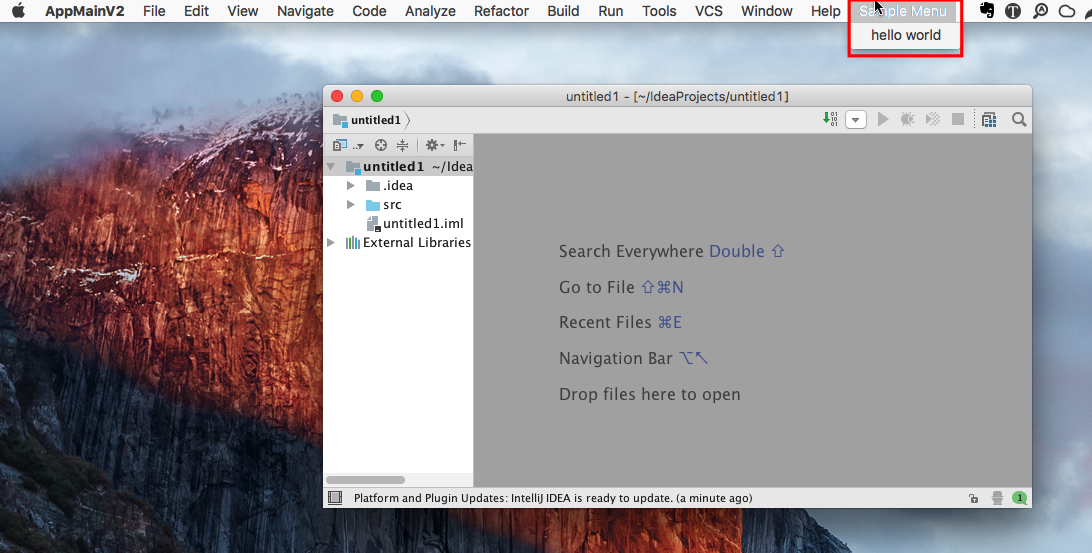 AppMainV2 File Edit View Navigate Code Analyze Refactor Build Run Tools VCS Window Help Sample Menu
hello world
untitled1 - [~/IdeaProjects/untitled1]
untitled1
untitled1 ~/Idea
.idea
src
untitled1.iml
External Libraries
Search Everywhere Double ⇧
Go to File ⇧⌘N
Recent Files ⌘E
Navigation Bar ⌥↖
Drop files here to open
Platform and Plugin Updates: IntelliJ IDEA is ready to update. (a minute ago) 1